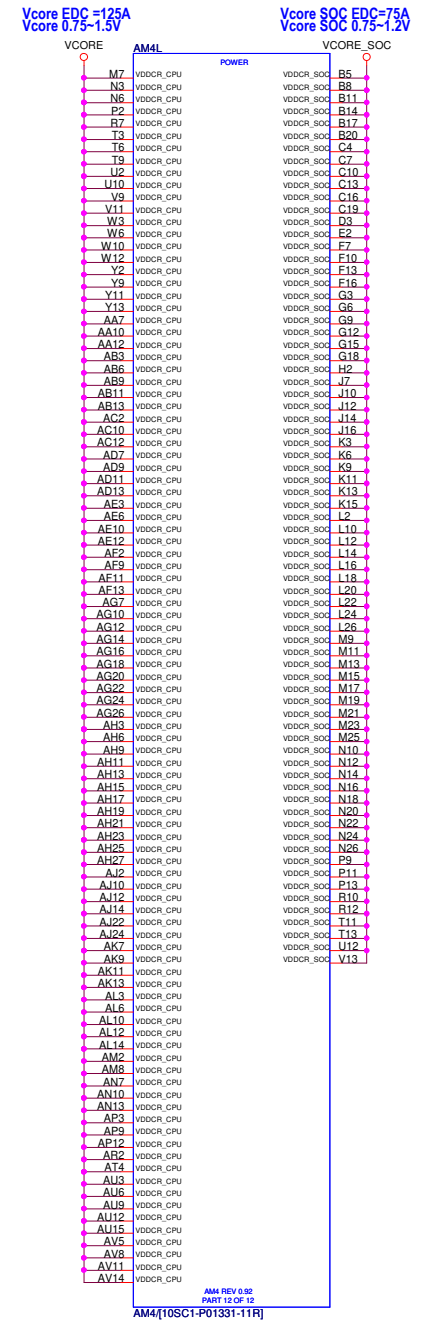 Vcore EDC =125A Vcore SOC EDC=75A
Vcore 0.75~1.5V Vcore SOC 0.75~1.2V
VCORE VCORE_SOC
AM4L
POWER
M7 VDDCR_CPU VDDCR_SOC B5
N3 VDDCR_CPU VDDCR_SOC B8
N6 VDDCR_CPU VDDCR_SOC B11
P2 VDDCR_CPU VDDCR_SOC B14
R7 VDDCR_CPU VDDCR_SOC B17
T3 VDDCR_CPU VDDCR_SOC B20
T6 VDDCR_CPU VDDCR_SOC C4
T9 VDDCR_CPU VDDCR_SOC C7
U2 VDDCR_CPU VDDCR_SOC C10
U10 VDDCR_CPU VDDCR_SOC C13
V9 VDDCR_CPU VDDCR_SOC C16
V11 VDDCR_CPU VDDCR_SOC C19
W3 VDDCR_CPU VDDCR_SOC D3
W6 VDDCR_CPU VDDCR_SOC E2
W10 VDDCR_CPU VDDCR_SOC F7
W12 VDDCR_CPU VDDCR_SOC F10
Y2 VDDCR_CPU VDDCR_SOC F13
Y9 VDDCR_CPU VDDCR_SOC F16
Y11 VDDCR_CPU VDDCR_SOC G3
Y13 VDDCR_CPU VDDCR_SOC G6
AA7 VDDCR_CPU VDDCR_SOC G9
AA10 VDDCR_CPU VDDCR_SOC G12
AA12 VDDCR_CPU VDDCR_SOC G15
AB3 VDDCR_CPU VDDCR_SOC G18
AB6 VDDCR_CPU VDDCR_SOC H2
AB9 VDDCR_CPU VDDCR_SOC J7
AB11 VDDCR_CPU VDDCR_SOC J10
AB13 VDDCR_CPU VDDCR_SOC J12
AC2 VDDCR_CPU VDDCR_SOC J14
AC10 VDDCR_CPU VDDCR_SOC J16
AC12 VDDCR_CPU VDDCR_SOC K3
AD7 VDDCR_CPU VDDCR_SOC K6
AD9 VDDCR_CPU VDDCR_SOC K9
AD11 VDDCR_CPU VDDCR_SOC K11
AD13 VDDCR_CPU VDDCR_SOC K13
AE3 VDDCR_CPU VDDCR_SOC K15
AE6 VDDCR_CPU VDDCR_SOC L2
AE10 VDDCR_CPU VDDCR_SOC L10
AE12 VDDCR_CPU VDDCR_SOC L12
AF2 VDDCR_CPU VDDCR_SOC L14
AF9 VDDCR_CPU VDDCR_SOC L16
AF11 VDDCR_CPU VDDCR_SOC L18
AF13 VDDCR_CPU VDDCR_SOC L20
AG7 VDDCR_CPU VDDCR_SOC L22
AG10 VDDCR_CPU VDDCR_SOC L24
AG12 VDDCR_CPU VDDCR_SOC L26
AG14 VDDCR_CPU VDDCR_SOC M9
AG16 VDDCR_CPU VDDCR_SOC M11
AG18 VDDCR_CPU VDDCR_SOC M13
AG20 VDDCR_CPU VDDCR_SOC M15
AG22 VDDCR_CPU VDDCR_SOC M17
AG24 VDDCR_CPU VDDCR_SOC M19
AG26 VDDCR_CPU VDDCR_SOC M21
AH3 VDDCR_CPU VDDCR_SOC M23
AH6 VDDCR_CPU VDDCR_SOC M25
AH9 VDDCR_CPU VDDCR_SOC N10
AH11 VDDCR_CPU VDDCR_SOC N12
AH13 VDDCR_CPU VDDCR_SOC N14
AH15 VDDCR_CPU VDDCR_SOC N16
AH17 VDDCR_CPU VDDCR_SOC N18
AH19 VDDCR_CPU VDDCR_SOC N20
AH21 VDDCR_CPU VDDCR_SOC N22
AH23 VDDCR_CPU VDDCR_SOC N24
AH25 VDDCR_CPU VDDCR_SOC N26
AH27 VDDCR_CPU VDDCR_SOC P9
AJ2 VDDCR_CPU VDDCR_SOC P11
AJ10 VDDCR_CPU VDDCR_SOC P13
AJ12 VDDCR_CPU VDDCR_SOC R10
AJ14 VDDCR_CPU VDDCR_SOC R12
AJ22 VDDCR_CPU VDDCR_SOC T11
AJ24 VDDCR_CPU VDDCR_SOC T13
AK7 VDDCR_CPU VDDCR_SOC U12
AK9 VDDCR_CPU VDDCR_SOC V13
AK11 VDDCR_CPU
AK13 VDDCR_CPU
AL3 VDDCR_CPU
AL6 VDDCR_CPU
AL10 VDDCR_CPU
AL12 VDDCR_CPU
AL14 VDDCR_CPU
AM2 VDDCR_CPU
AM8 VDDCR_CPU
AN7 VDDCR_CPU
AN10 VDDCR_CPU
AN13 VDDCR_CPU
AP3 VDDCR_CPU
AP9 VDDCR_CPU
AP12 VDDCR_CPU
AR2 VDDCR_CPU
AT4 VDDCR_CPU
AU3 VDDCR_CPU
AU6 VDDCR_CPU
AU9 VDDCR_CPU
AU12 VDDCR_CPU
AU15 VDDCR_CPU
AV5 VDDCR_CPU
AV8 VDDCR_CPU
AV11 VDDCR_CPU
AV14 VDDCR_CPU
AM4 REV 0.92
PART 12 OF 12
AM4/[10SC1-P01331-11R]